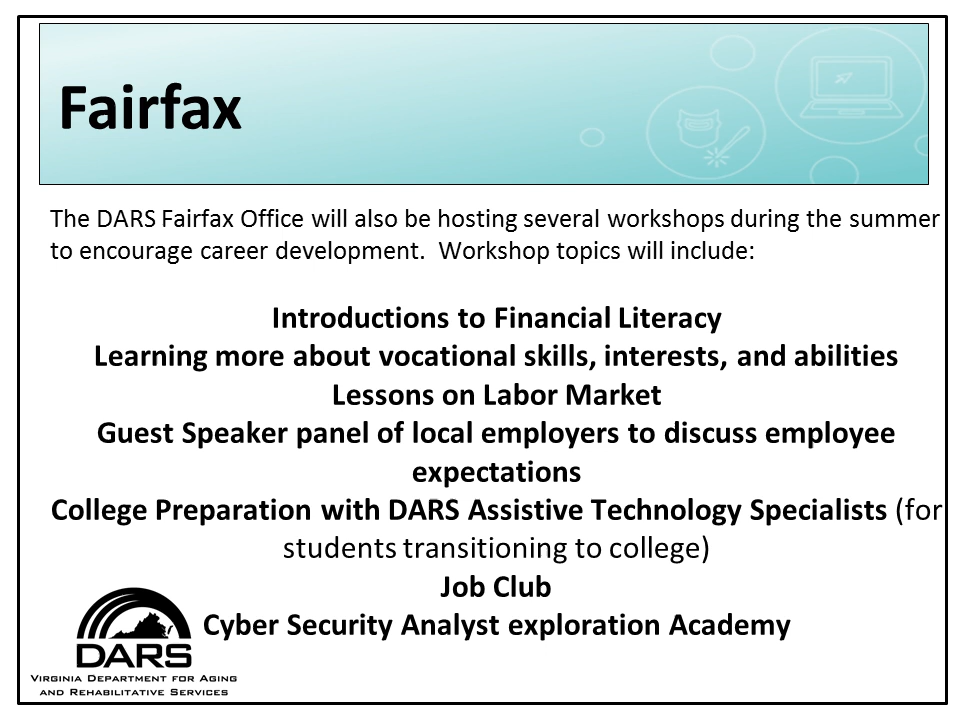 Fairfax
The DARS Fairfax Office will also be hosting several workshops during the summer
to encourage career development.  Workshop topics will include:
Introductions to Financial Literacy
Learning more about vocational skills, interests, and abilities
Lessons on Labor Market
Guest Speaker panel of local employers to discuss employee
expectations
College Preparation with DARS Assistive Technology Specialists (for
students transitioning to college)
Job Club
Cyber Security Analyst exploration Academy
DARS
Virginia Department for Aging
and Rehabilitative Services